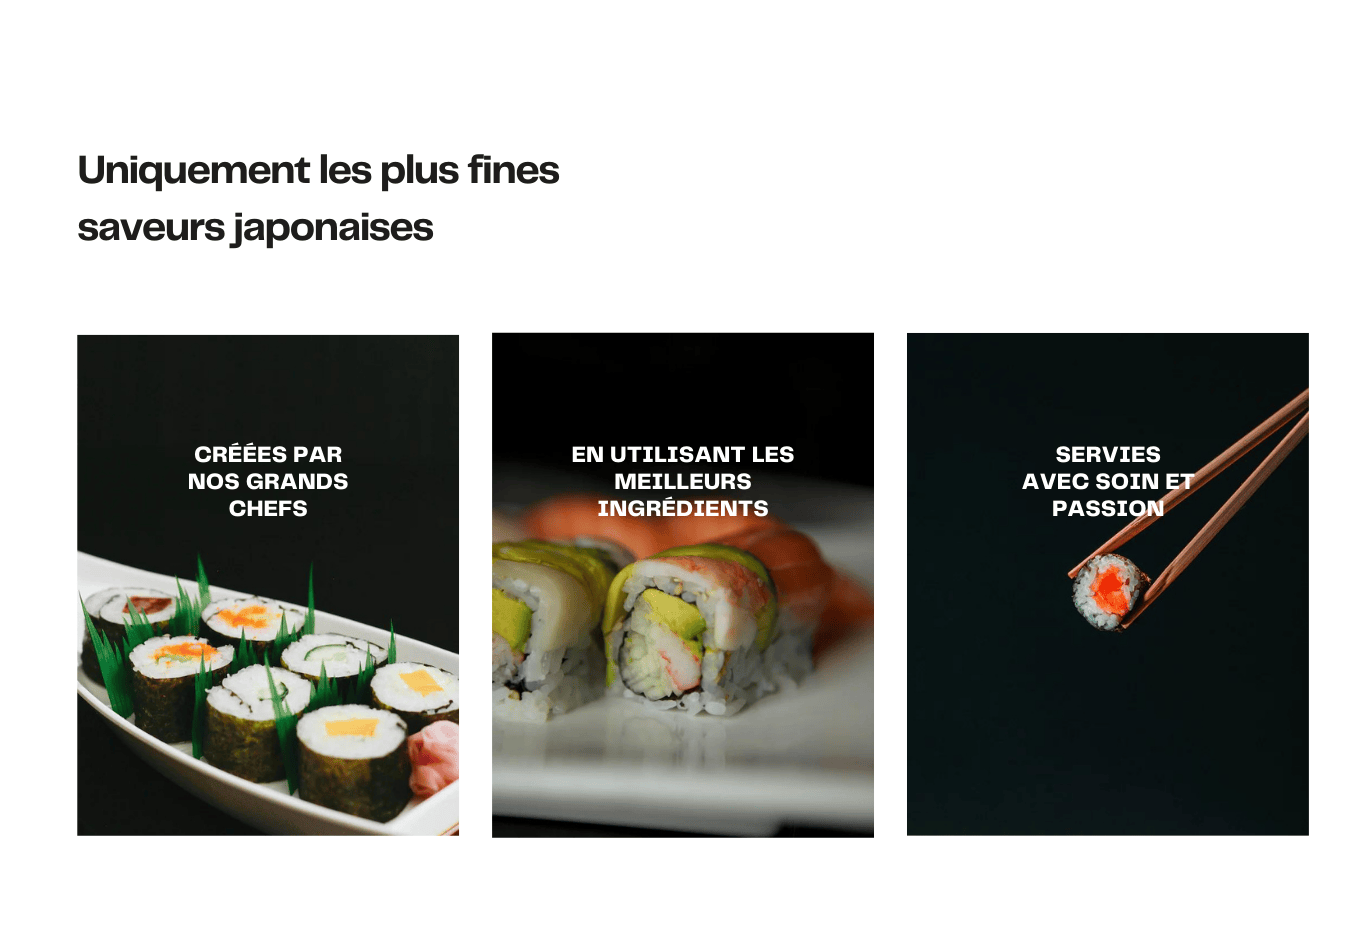 Uniquement les plus fines
saveurs japonaises
CRÉÉES PAR
NOS GRANDS
CHEFS
EN UTILISANT LES
MEILLEURS
INGRÉDIENTS
SERVIES
AVEC SOIN ET
PASSION